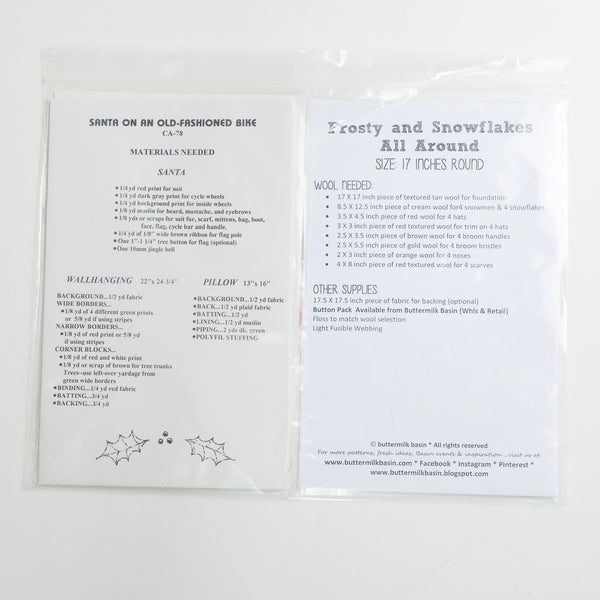 SANTA ON AN OLD-FASHIONED BIKE
CA-78
MATERIALS NEEDED
SANTA
1/4 yd red print for suit
1/4 yd dark gray print for cycle wheels
1/4 yd background print for inside wheels
1/8 yd muslin for beard, mustache, and eyebrows
1/8 yds or scraps for suit fur, scarf, mittens, bag, boot,
face, flag, cycle bar and handle.
1/4 yd of 1/8" wide brown ribbon for flag pole
One 1"-1 1/4" tree button for flag (optional)
One 10mm jingle bell
WALLHANGING 22"x 24 3/4"
BACKGROUND...1/2 yd fabric
WIDE BORDERS...
1/8 yd of 4 different green prints
or 5/8 yd if using stripes
NARROW BORDERS...
1/8 yd of red print or 5/8 yd
if using stripes
CORNER BLOCKS...
1/8 yd of red and white print
1/8 yd or scrap of brown for tree trunks
Trees--use left-over yardage from
green wide borders
BINDING...1/4 yd red fabric
BATTING...3/4 yd
BACKING...3/4 yd
PILLOW 13"x 16"
BACKGROUND...1/2 yd fabric
BACK...1/2 yd plaid fabric
BATTING...1/2 yd
LINING...1/2 yd muslin
PIPING...2 yds dk. green
POLYFIL STUFFING
Frosty and Snowflakes
All Around
SIZE: 17 INCHES ROUND
WOOL NEEDED:
• 17 X 17 inch piece of textured tan wool for foundation
• 8.5 X 12.5 inch piece of cream wool for4 snowmen & 4 snowflakes
• 3.5 X 4.5 inch piece of red wool for 4 hats
• 3 X 3 inch piece of red textured wool for trim on 4 hats
• 2.5 X 3.5 inch piece of brown wool for 4 broom handles
• 2.5 X 5.5 inch piece of gold wool for 4 broom bristles
• 2 X 3 inch piece of orange wool for 4 noses
• 4 X 8 inch piece of red textured wool for 4 scarves
OTHER SUPPLIES:
17.5 X 17.5 inch piece of fabric for backing (optional)
Button Pack Available from Buttermilk Basin (Whls & Retail)
Floss to match wool selection
Light Fusible Webbing
© buttermilk basin * All rights reserved
For more patterns, fresh ideas, Basin events & inspiration ...visit us at:
www.buttermilkbasin.com * Facebook * Instagram * Pinterest *
www.buttermilkbasin.blogspot.com